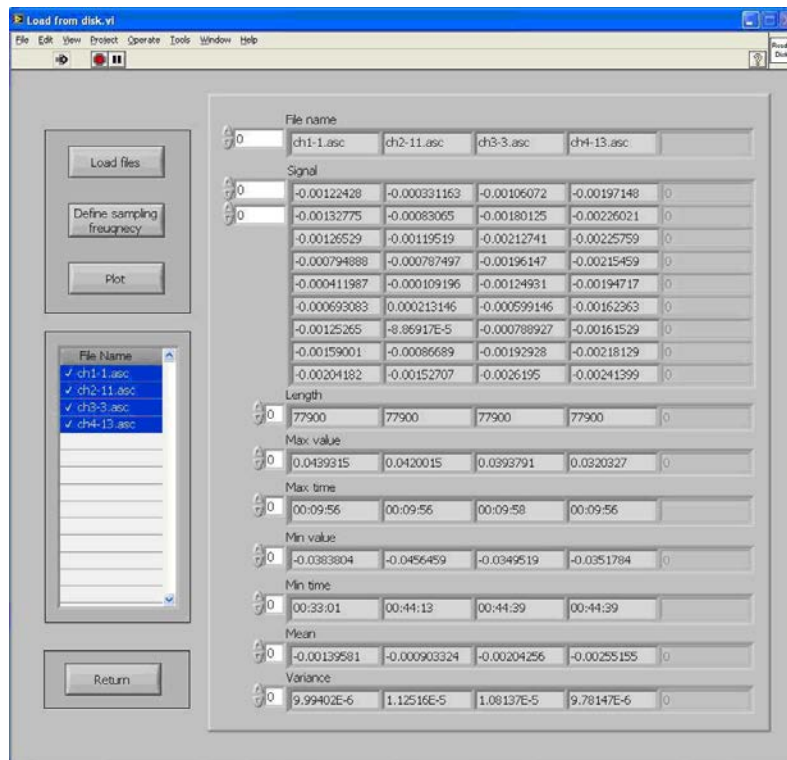 Load from disk.vi
File Edit View Project Operate Tools Window Help
Read
Disk
Load files
Define sampling
freuqnecy
Plot
File Name
ch1-1.asc
ch2-11.asc
ch3-3.asc
ch4-13.asc
Return
File name
0 ch1-1.asc ch2-11.asc ch3-3.asc ch4-13.asc
Signal
0 -0.00122428 -0.000331163 -0.00106072 -0.00197148 0
0 -0.00132775 -0.00083065 -0.00180125 -0.00226021 0
-0.00126529 -0.00119519 -0.00212741 -0.00225759 0
-0.000794888 -0.000787497 -0.00196147 -0.00215459 0
-0.000411987 -0.000109196 -0.00124931 -0.00194717 0
-0.000693083 0.000213146 -0.000599146 -0.00162363 0
-0.00125265 -8.86917E-5 -0.000788927 -0.00161529 0
-0.00159001 -0.00086689 -0.00192928 -0.00218129 0
-0.00204182 -0.00152707 -0.0026195 -0.00241399 0
Length
0 77900 77900 77900 77900 0
Max value
0 0.0439315 0.0420015 0.0393791 0.0320327 0
Max time
0 00:09:56 00:09:56 00:09:58 00:09:56
Min value
0 -0.0383804 -0.0456459 -0.0349519 -0.0351784 0
Min time
0 00:33:01 00:44:13 00:44:39 00:44:39
Mean
0 -0.00139581 -0.000903324 -0.00204256 -0.00255155 0
Variance
0 9.99402E-6 1.12516E-5 1.08137E-5 9.78147E-6 0